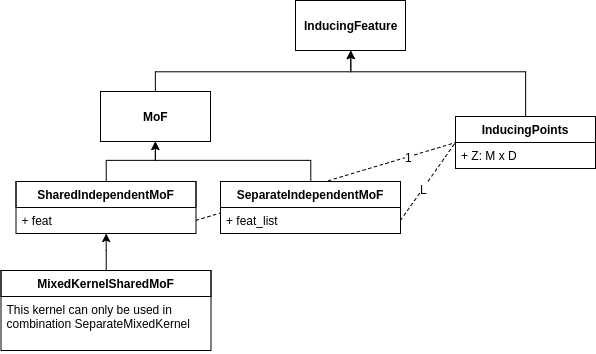 InducingFeature
MoF
InducingPoints
+ Z: M x D
1
L
SharedIndependentMoF
+ feat
SeparateIndependentMoF
+ feat_list
MixedKernelSharedMoF
This kernel can only be used in
combination SeparateMixedKernel